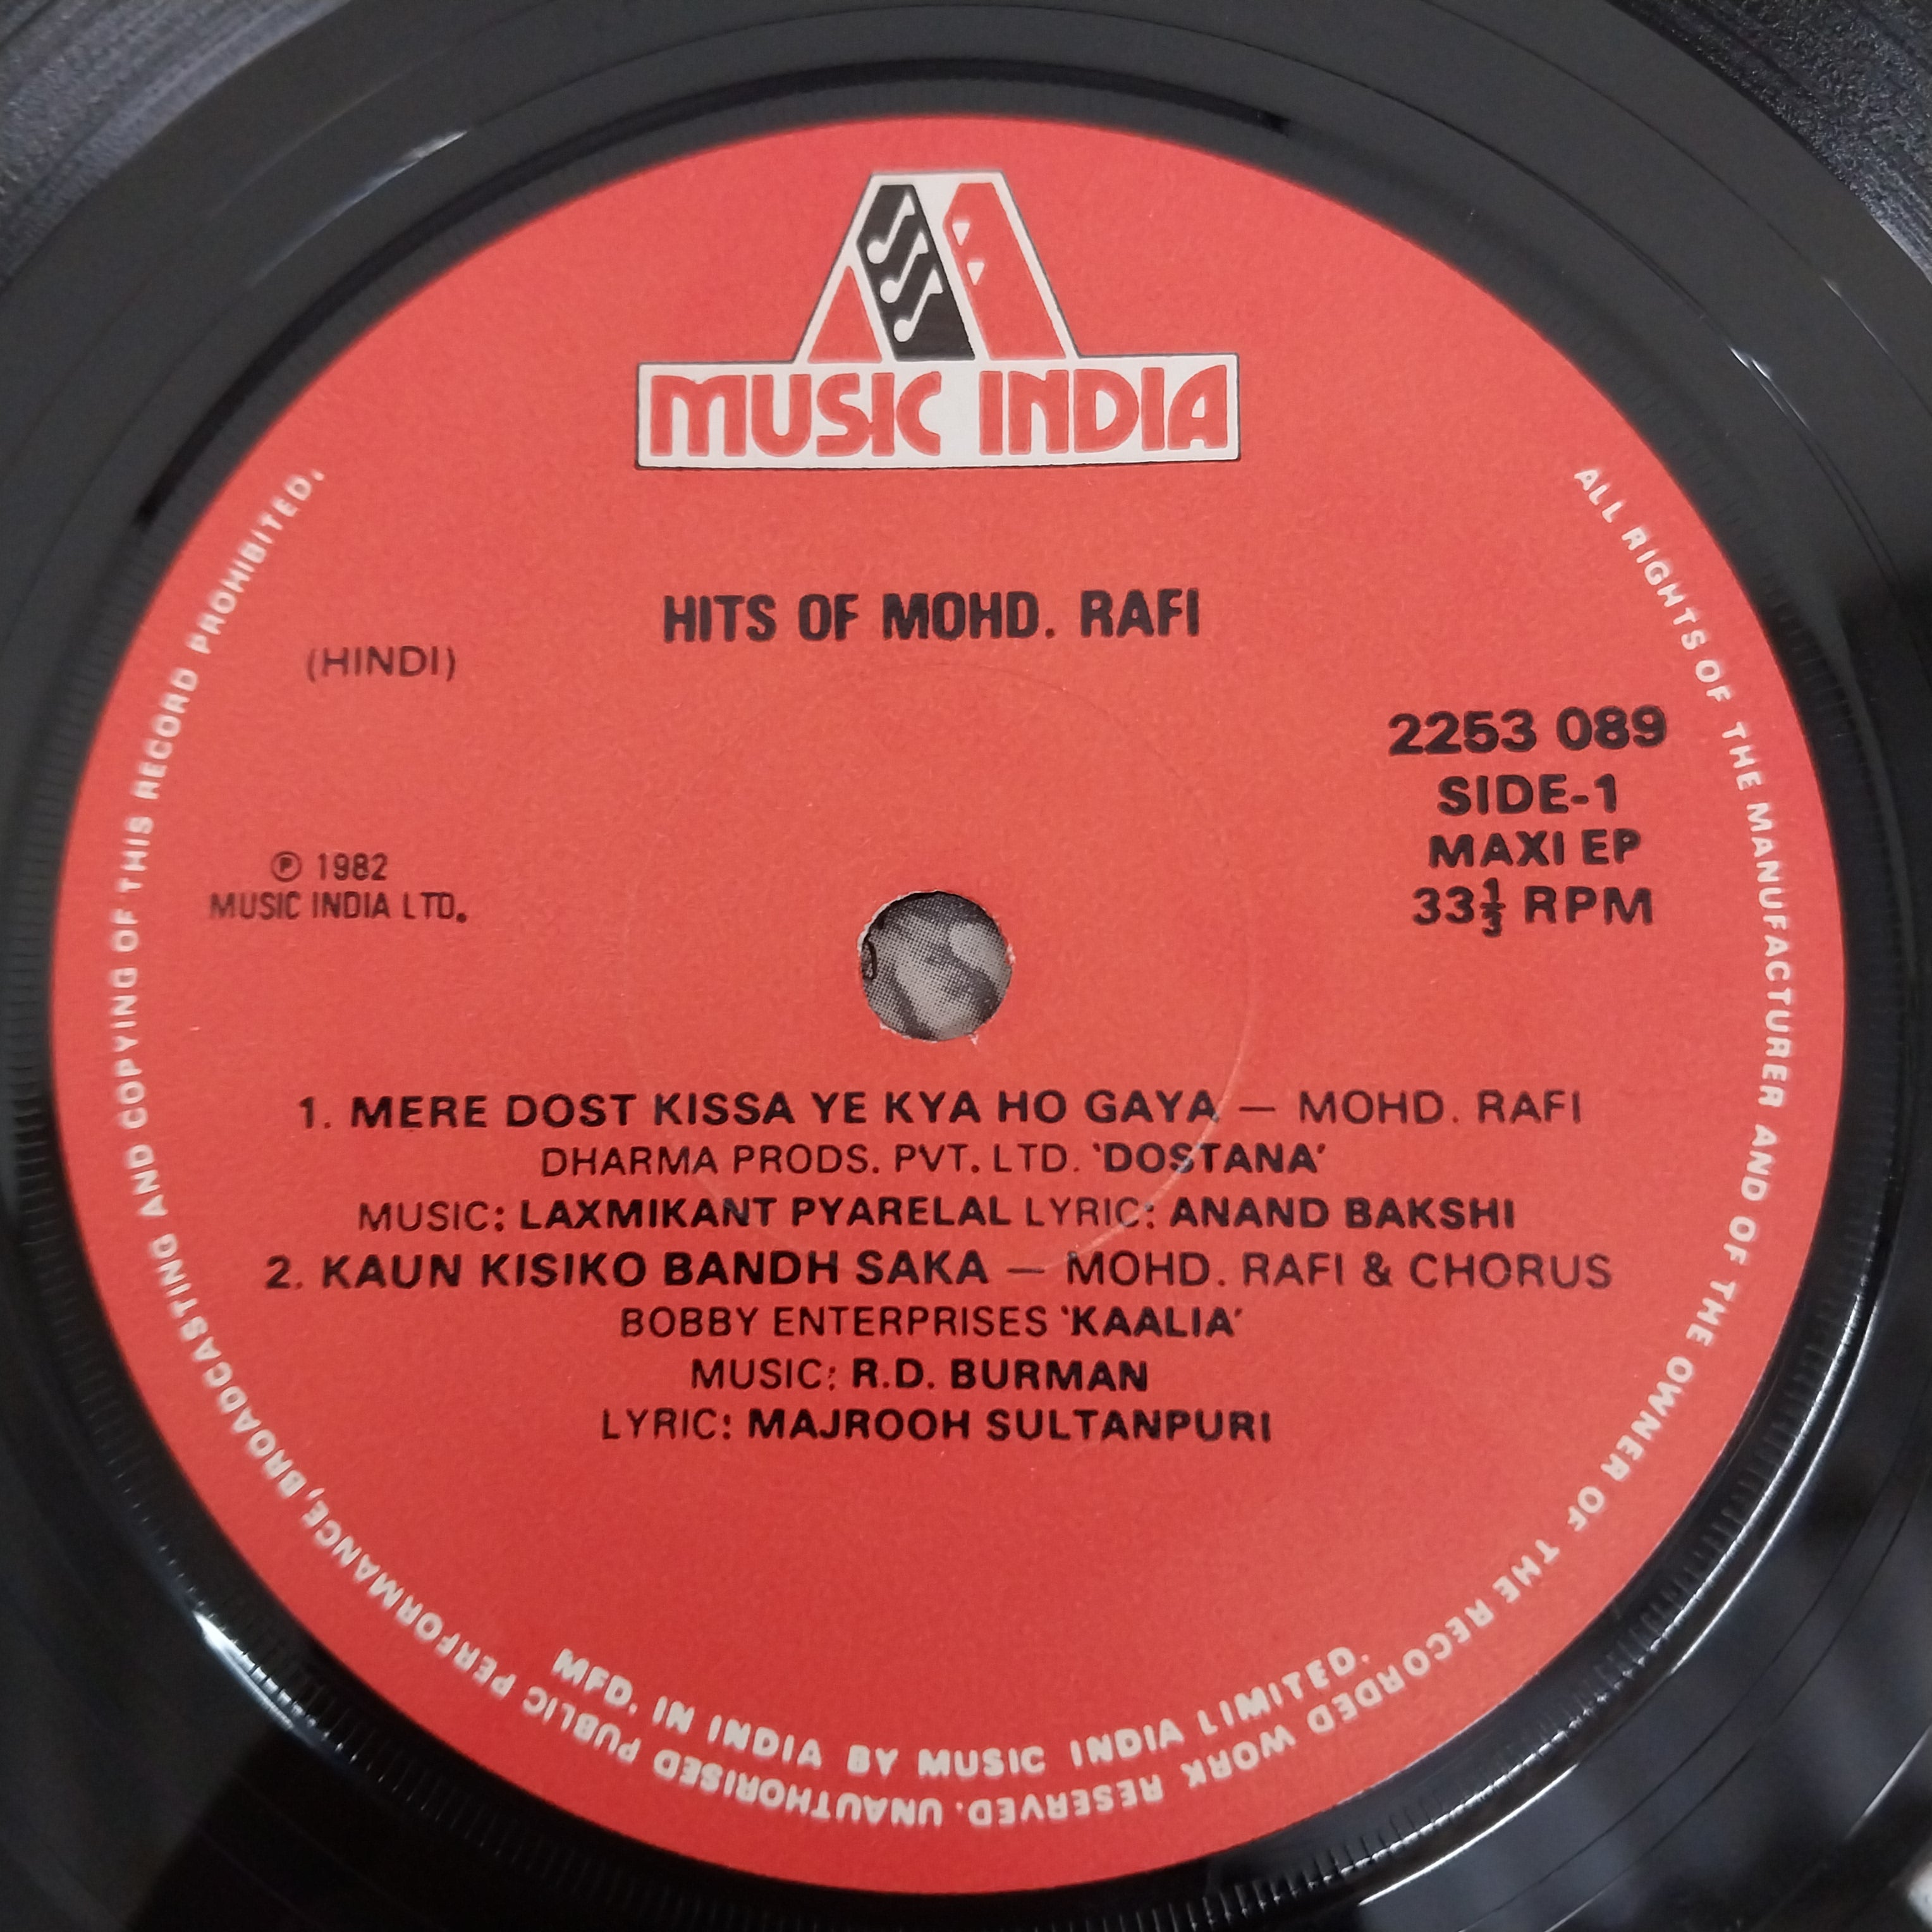 MUSIC INDIA
HITS OF MOHD. RAFI
(HINDI)
2253 089
SIDE-1
MAXI EP
33⅓ RPM
℗ 1982
MUSIC INDIA LTD.
1. MERE DOST KISSA YE KYA HO GAYA — MOHD. RAFI
DHARMA PRODS. PVT. LTD. 'DOSTANA'
MUSIC: LAXMIKANT PYARELAL LYRIC: ANAND BAKSHI
2. KAUN KISIKO BANDH SAKA — MOHD. RAFI & CHORUS
BOBBY ENTERPRISES 'KAALIA'
MUSIC: R.D. BURMAN
LYRIC: MAJROOH SULTANPURI
MFD. IN INDIA BY MUSIC INDIA LIMITED.
ALL RIGHTS OF THE MANUFACTURER AND OF THE OWNER OF THE RECORDED WORK RESERVED. UNAUTHORISED PUBLIC PERFORMANCE, BROADCASTING AND COPYING OF THIS RECORD PROHIBITED.